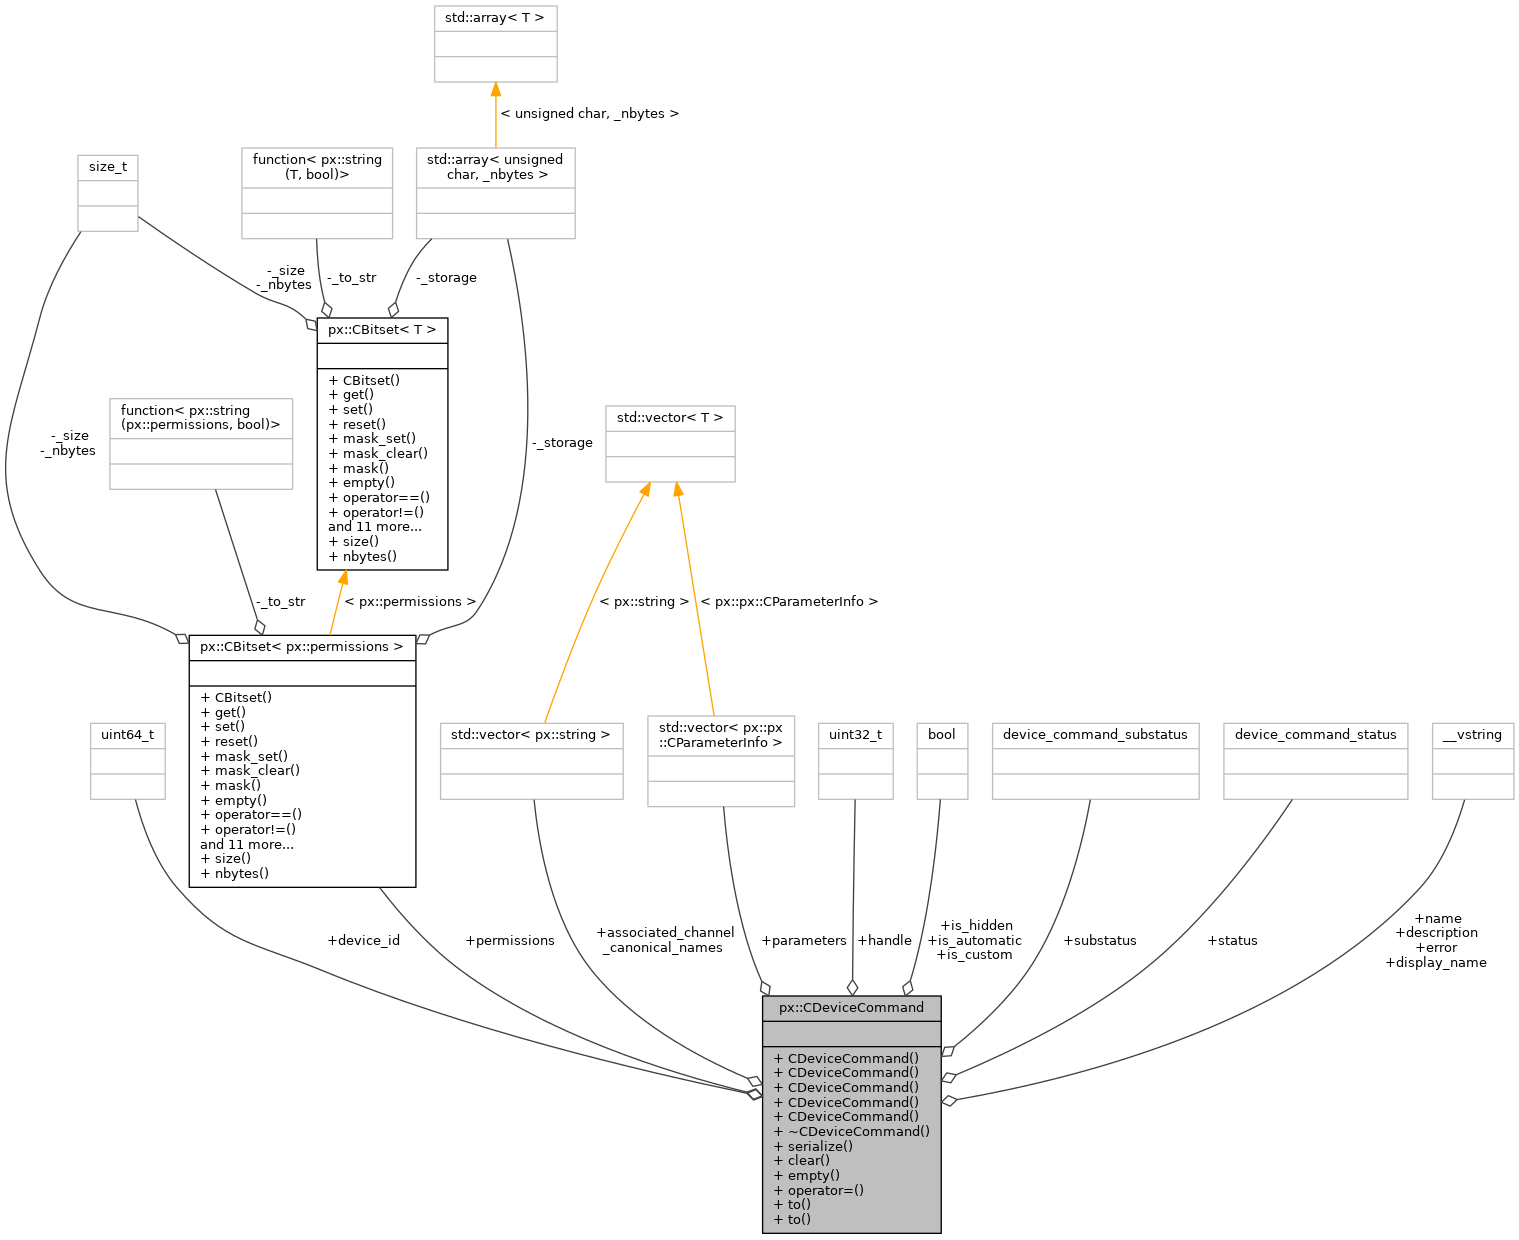 std::array< T >
< unsigned char, _nbytes >
size_t
function< px::string
(T, bool)>
std::array< unsigned
char, _nbytes >
-_size
-_nbytes
-_to_str
-_storage
px::CBitset< T >
+ CBitset()
+ get()
+ set()
+ reset()
+ mask_set()
+ mask_clear()
+ mask()
+ empty()
+ operator==()
+ operator!=()
and 11 more...
+ size()
+ nbytes()
function< px::string
(px::permissions, bool)>
-_size
-_nbytes
-_storage
std::vector< T >
-_to_str
< px::permissions >
< px::string >
< px::px::CParameterInfo >
px::CBitset< px::permissions >
+ CBitset()
+ get()
+ set()
+ reset()
+ mask_set()
+ mask_clear()
+ mask()
+ empty()
+ operator==()
+ operator!=()
and 11 more...
+ size()
+ nbytes()
uint64_t
std::vector< px::string >
std::vector< px::px
::CParameterInfo >
uint32_t
bool
device_command_substatus
device_command_status
__vstring
+device_id
+permissions
+associated_channel
_canonical_names
+parameters
+handle
+is_hidden
+is_automatic
+is_custom
+substatus
+status
+name
+description
+error
+display_name
px::CDeviceCommand
+ CDeviceCommand()
+ CDeviceCommand()
+ CDeviceCommand()
+ CDeviceCommand()
+ CDeviceCommand()
+ ~CDeviceCommand()
+ serialize()
+ clear()
+ empty()
+ operator=()
+ to()
+ to()